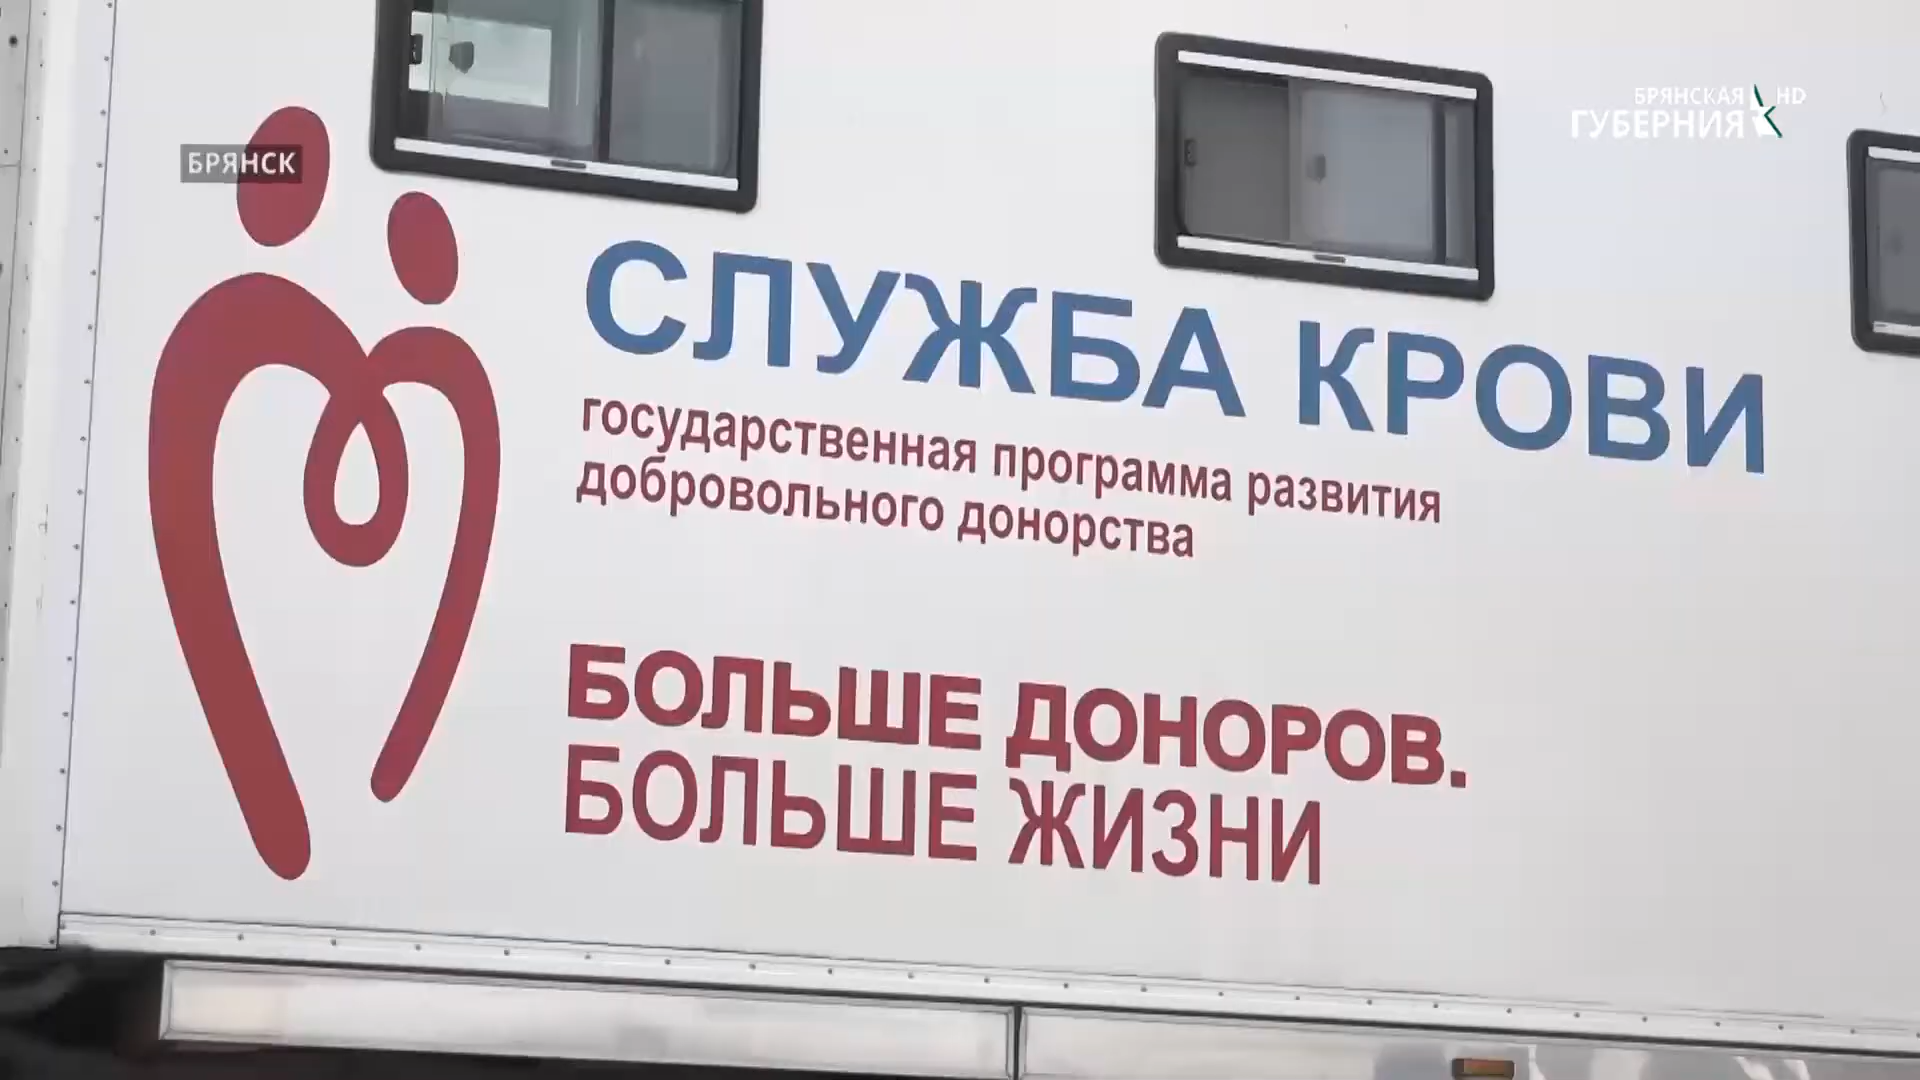 БРЯНСКАЯ HD
ГУБЕРНИЯ
БРЯНСК
СЛУЖБА КРОВИ
государственная программа развития
добровольного донорства
БОЛЬШЕ ДОНОРОВ.
БОЛЬШЕ ЖИЗНИ